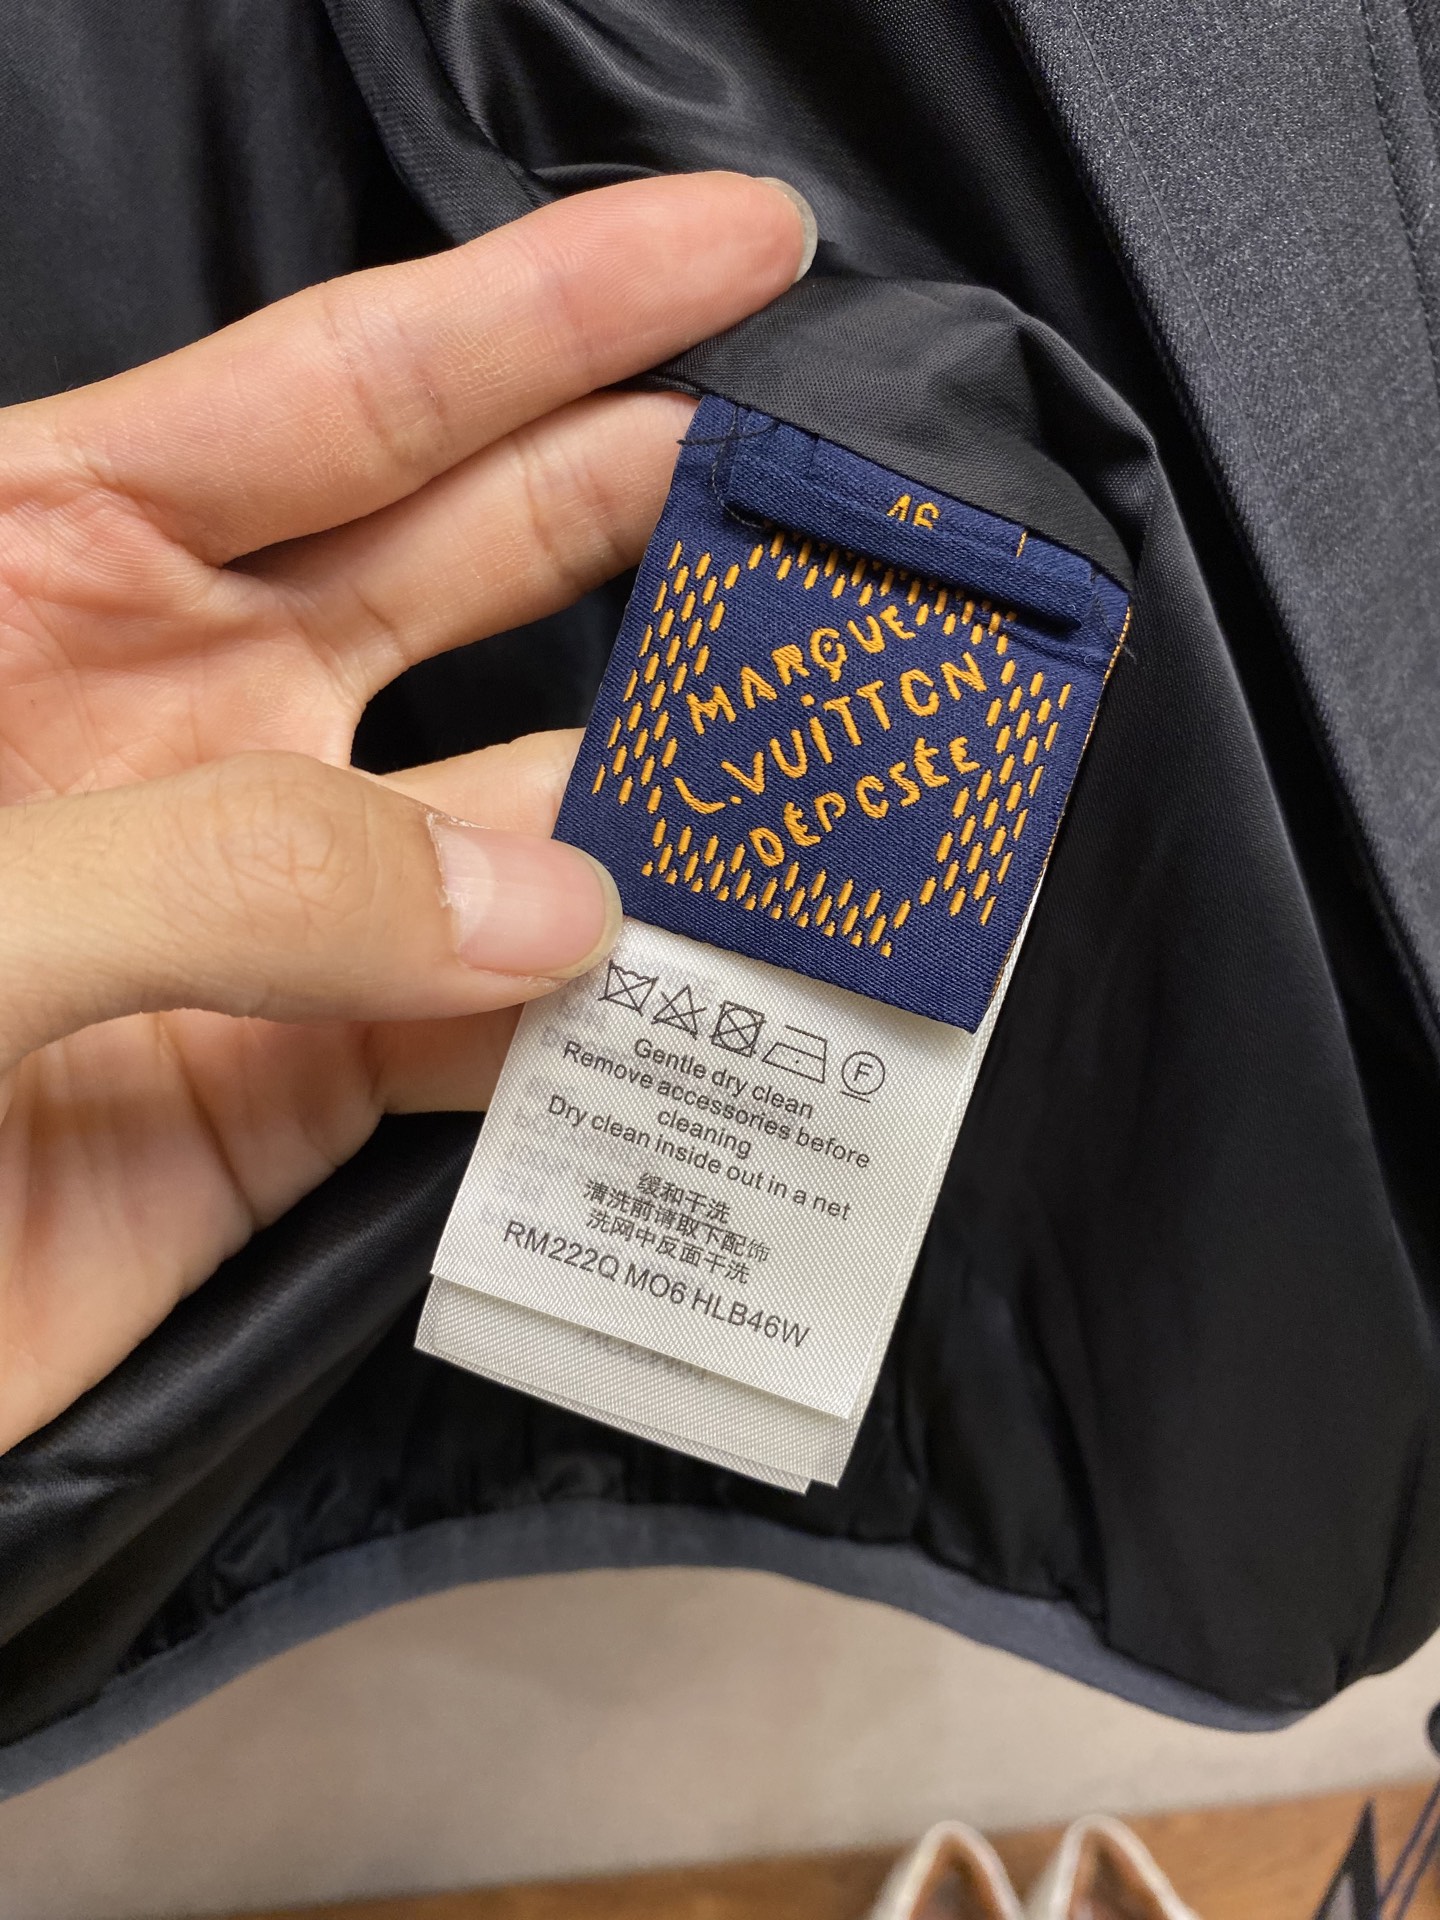 46
MARQUE
L.VUiTTON
DÉPOSÉE
F
Gentle dry clean
Remove accessories before
cleaning
Dry clean inside out in a net
缓和干洗
清洗前请取下配饰
洗网中反面干洗
RM222Q MO6 HLB46W